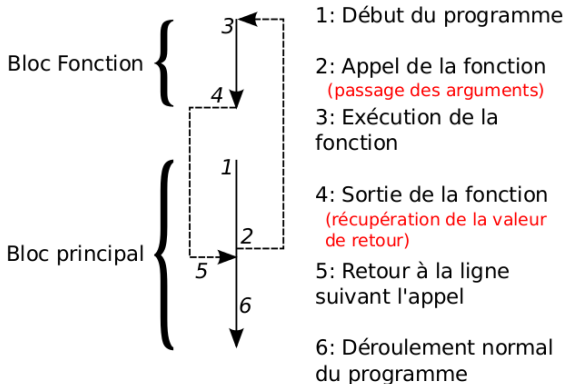 Bloc Fonction
3
4
1
2
Bloc principal
5
6
1: Début du programme
2: Appel de la fonction
(passage des arguments)
3: Exécution de la
fonction
4: Sortie de la fonction
(récupération de la valeur
de retour)
5: Retour à la ligne
suivant l'appel
6: Déroulement normal
du programme